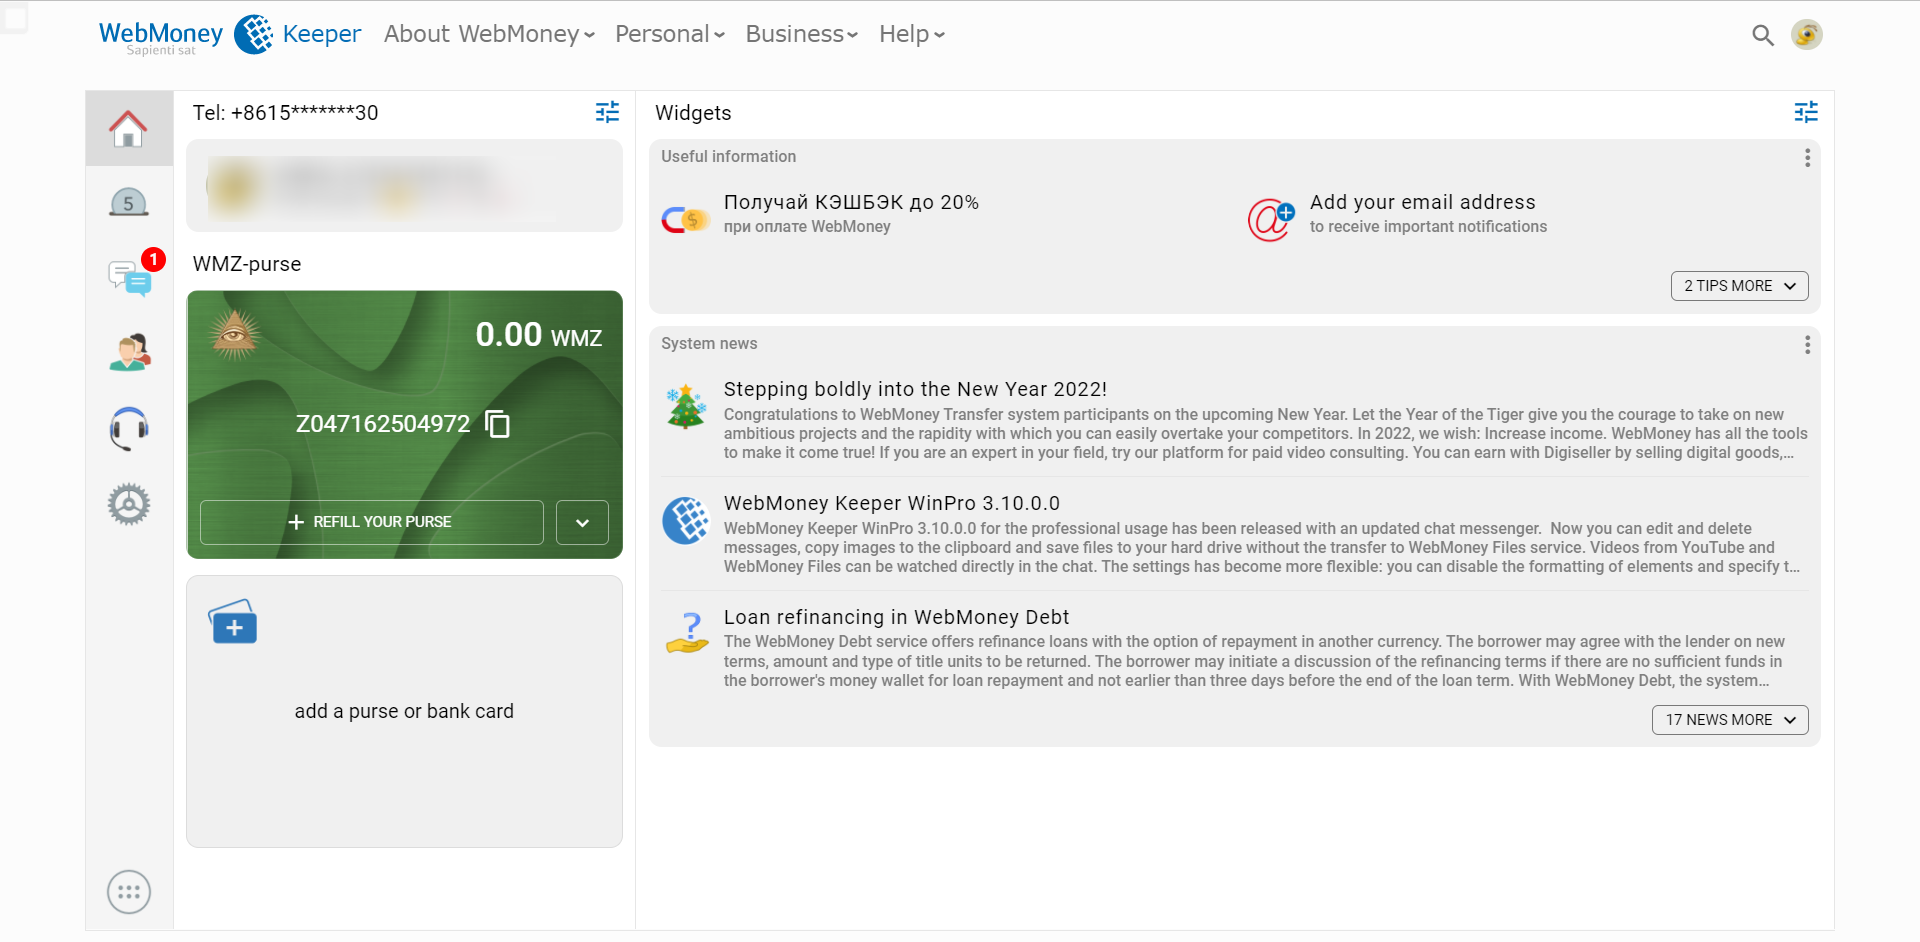 WebMoney Keeper About WebMoney Personal Business Help
Sapienti sat
Tel: +8615*******30
WMZ-purse
0.00 WMZ
Z047162504972
REFILL YOUR PURSE
add a purse or bank card
5
1
Widgets
Useful information
Получай КЭШБЭК до 20%
при оплате WebMoney
Add your email address
to receive important notifications
2 TIPS MORE
System news
Stepping boldly into the New Year 2022!
Congratulations to WebMoney Transfer system participants on the upcoming New Year. Let the Year of the Tiger give you the courage to take on new
ambitious projects and the rapidity with which you can easily overtake your competitors. In 2022, we wish: Increase income. WebMoney has all the tools
to make it come true! If you are an expert in your field, try our platform for paid video consulting. You can earn with Digiseller by selling digital goods,...
WebMoney Keeper WinPro 3.10.0.0
WebMoney Keeper WinPro 3.10.0.0 for the professional usage has been released with an updated chat messenger.  Now you can edit and delete
messages, copy images to the clipboard and save files to your hard drive without the transfer to WebMoney Files service. Videos from YouTube and
WebMoney Files can be watched directly in the chat. The settings has become more flexible: you can disable the formatting of elements and specify t...
Loan refinancing in WebMoney Debt
The WebMoney Debt service offers refinance loans with the option of repayment in another currency. The borrower may agree with the lender on new
terms, amount and type of title units to be returned. The borrower may initiate a discussion of the refinancing terms if there are no sufficient funds in
the borrower's money wallet for loan repayment and not earlier than three days before the end of the loan term. With WebMoney Debt, the system...
17 NEWS MORE